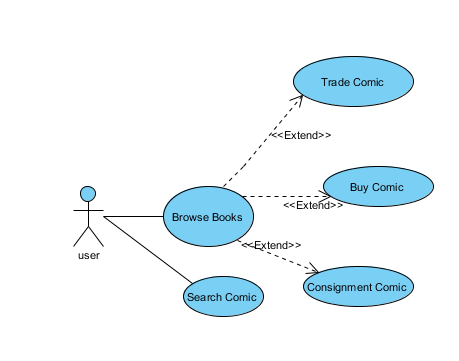 Trade Comic
<<Extend>>
Buy Comic
<<Extend>>
Browse Books
<<Extend>>
user
Consignment Comic
Search Comic